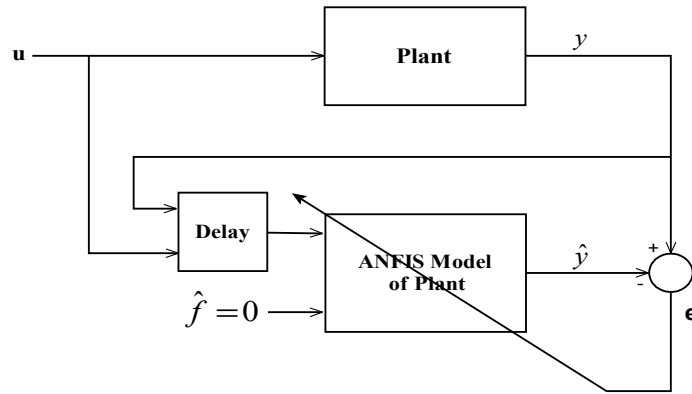 y
u
Plant
+
Delay
ANFIS Model
of Plant
ŷ
-
f̂ = 0
e